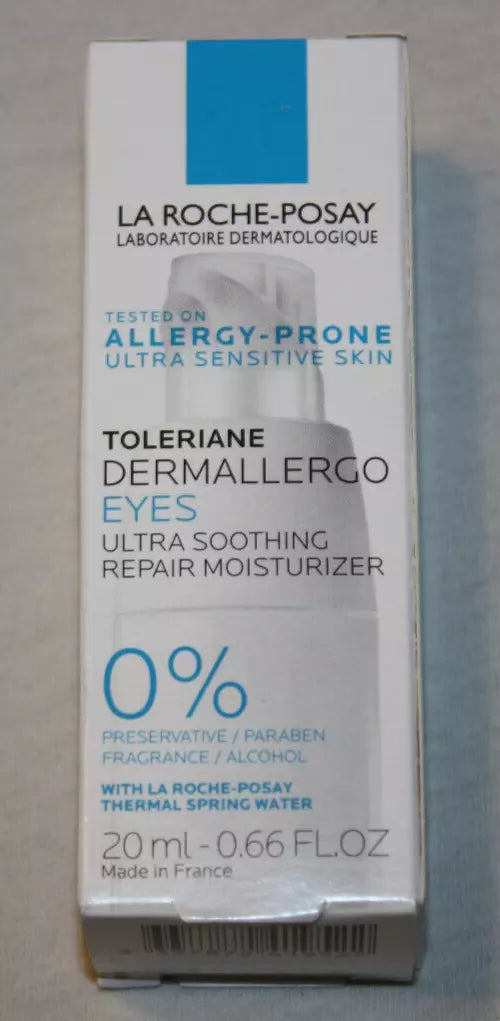 LA ROCHE-POSAY
LABORATOIRE DERMATOLOGIQUE
TESTED ON
ALLERGY-PRONE
ULTRA SENSITIVE SKIN
TOLERIANE
DERMALLERGO
EYES
ULTRA SOOTHING
REPAIR MOISTURIZER
0%
PRESERVATIVE / PARABEN
FRAGRANCE / ALCOHOL
WITH LA ROCHE-POSAY
THERMAL SPRING WATER
20 ml - 0.66 FL.OZ
Made in France